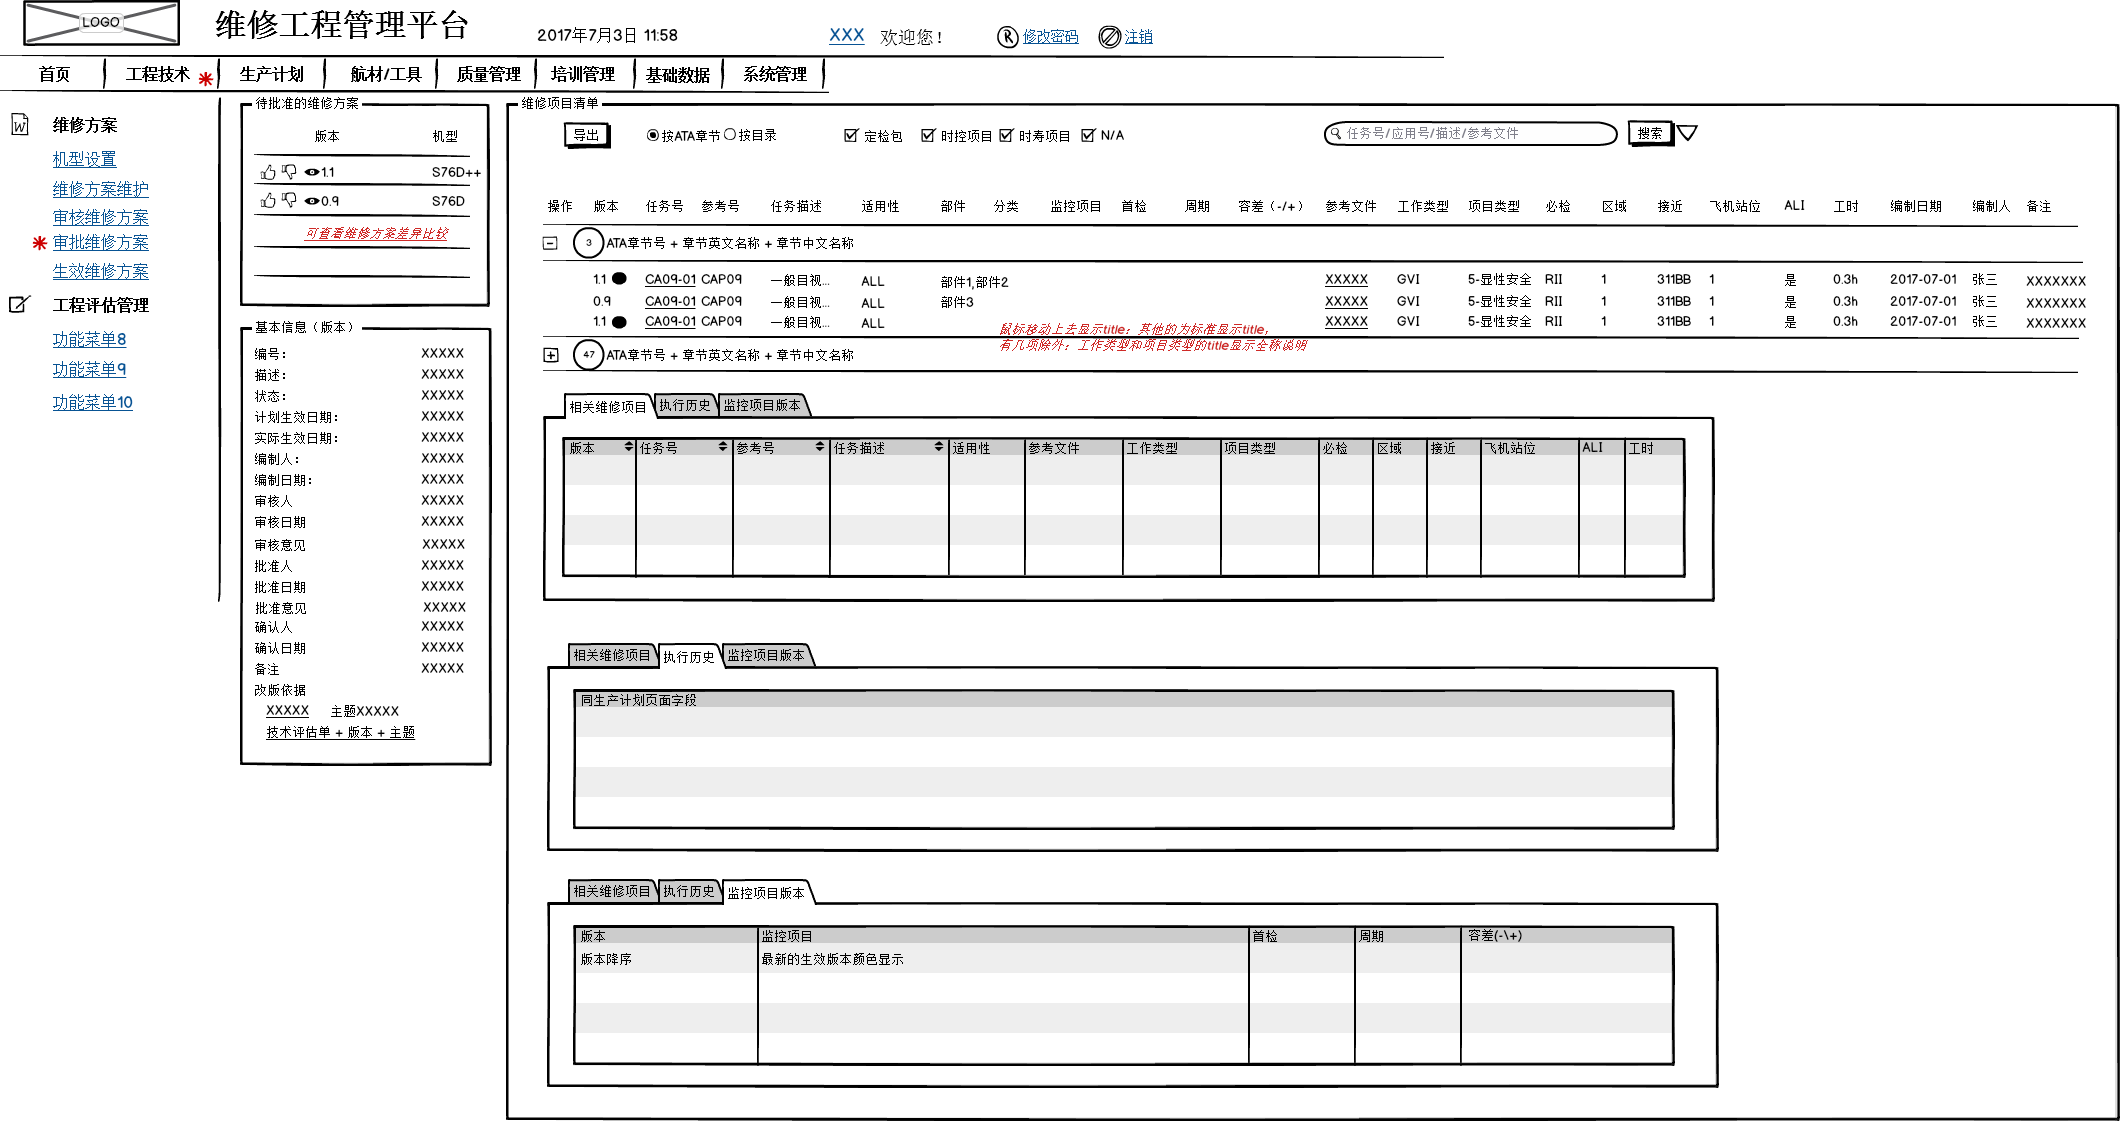 LOGO
维修工程管理平台
2017年7月3日 11:58
XXX 欢迎您！
R 修改密码 注销
首页 工程技术 生产计划 航材/工具 质量管理 培训管理 基础数据 系统管理
W 维修方案
机型设置
维修方案维护
审核维修方案
审批维修方案
生效维修方案
工程评估管理
功能菜单8
功能菜单9
功能菜单10
待批准的维修方案
版本 机型
1.1 S76D++
0.9 S76D
可查看维修方案差异比较
基本信息（版本）
编号： XXXXX
描述： XXXXX
状态： XXXXX
计划生效日期： XXXXX
实际生效日期： XXXXX
编制人： XXXXX
编制日期： XXXXX
审核人 XXXXX
审核日期 XXXXX
审核意见 XXXXX
批准人 XXXXX
批准日期 XXXXX
批准意见 XXXXX
确认人 XXXXX
确认日期 XXXXX
备注 XXXXX
改版依据
XXXXX 主题XXXXX
技术评估单 + 版本 + 主题
维修项目清单
导出 按ATA章节 按目录 定检包 时控项目 时寿项目 N/A 任务号/应用号/描述/参考文件 搜索
操作 版本 任务号 参考号 任务描述 适用性 部件 分类 监控项目 首检 周期 容差（-/+） 参考文件 工作类型 项目类型 必检 区域 接近 飞机站位 ALI 工时 编制日期 编制人 备注
3 ATA章节号 + 章节英文名称 + 章节中文名称
1.1 CA09-01 CAP09 一般目视... ALL 部件1,部件2 XXXXX GVI 5-显性安全 RII 1 311BB 1 是 0.3h 2017-07-01 张三 XXXXXXX
0.9 CA09-01 CAP09 一般目视... ALL 部件3 XXXXX GVI 5-显性安全 RII 1 311BB 1 是 0.3h 2017-07-01 张三 XXXXXXX
1.1 CA09-01 CAP09 一般目视... ALL XXXXX GVI 5-显性安全 RII 1 311BB 1 是 0.3h 2017-07-01 张三 XXXXXXX
鼠标移动上去显示title：其他的为标准显示title，
有几项除外：工作类型和项目类型的title显示全称说明
47 ATA章节号 + 章节英文名称 + 章节中文名称
相关维修项目 执行历史 监控项目版本
版本 任务号 参考号 任务描述 适用性 参考文件 工作类型 项目类型 必检 区域 接近 飞机站位 ALI 工时
相关维修项目 执行历史 监控项目版本
同生产计划页面字段
相关维修项目 执行历史 监控项目版本
版本 监控项目 首检 周期 容差(-\+)
版本降序 最新的生效版本颜色显示